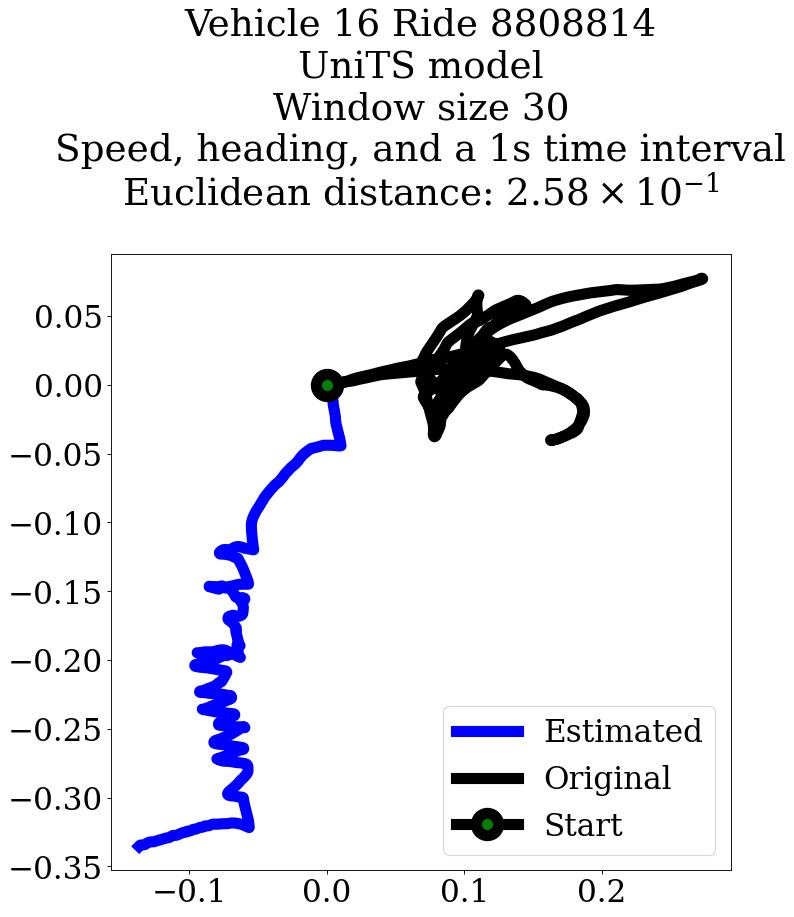 Vehicle 16 Ride 8808814
UniTS model
Window size 30
Speed, heading, and a 1s time interval
Euclidean distance: 2.58 × 10⁻¹
0.05
0.00
−0.05
−0.10
−0.15
−0.20
−0.25
−0.30
−0.35
Estimated
Original
Start
−0.1
0.0
0.1
0.2